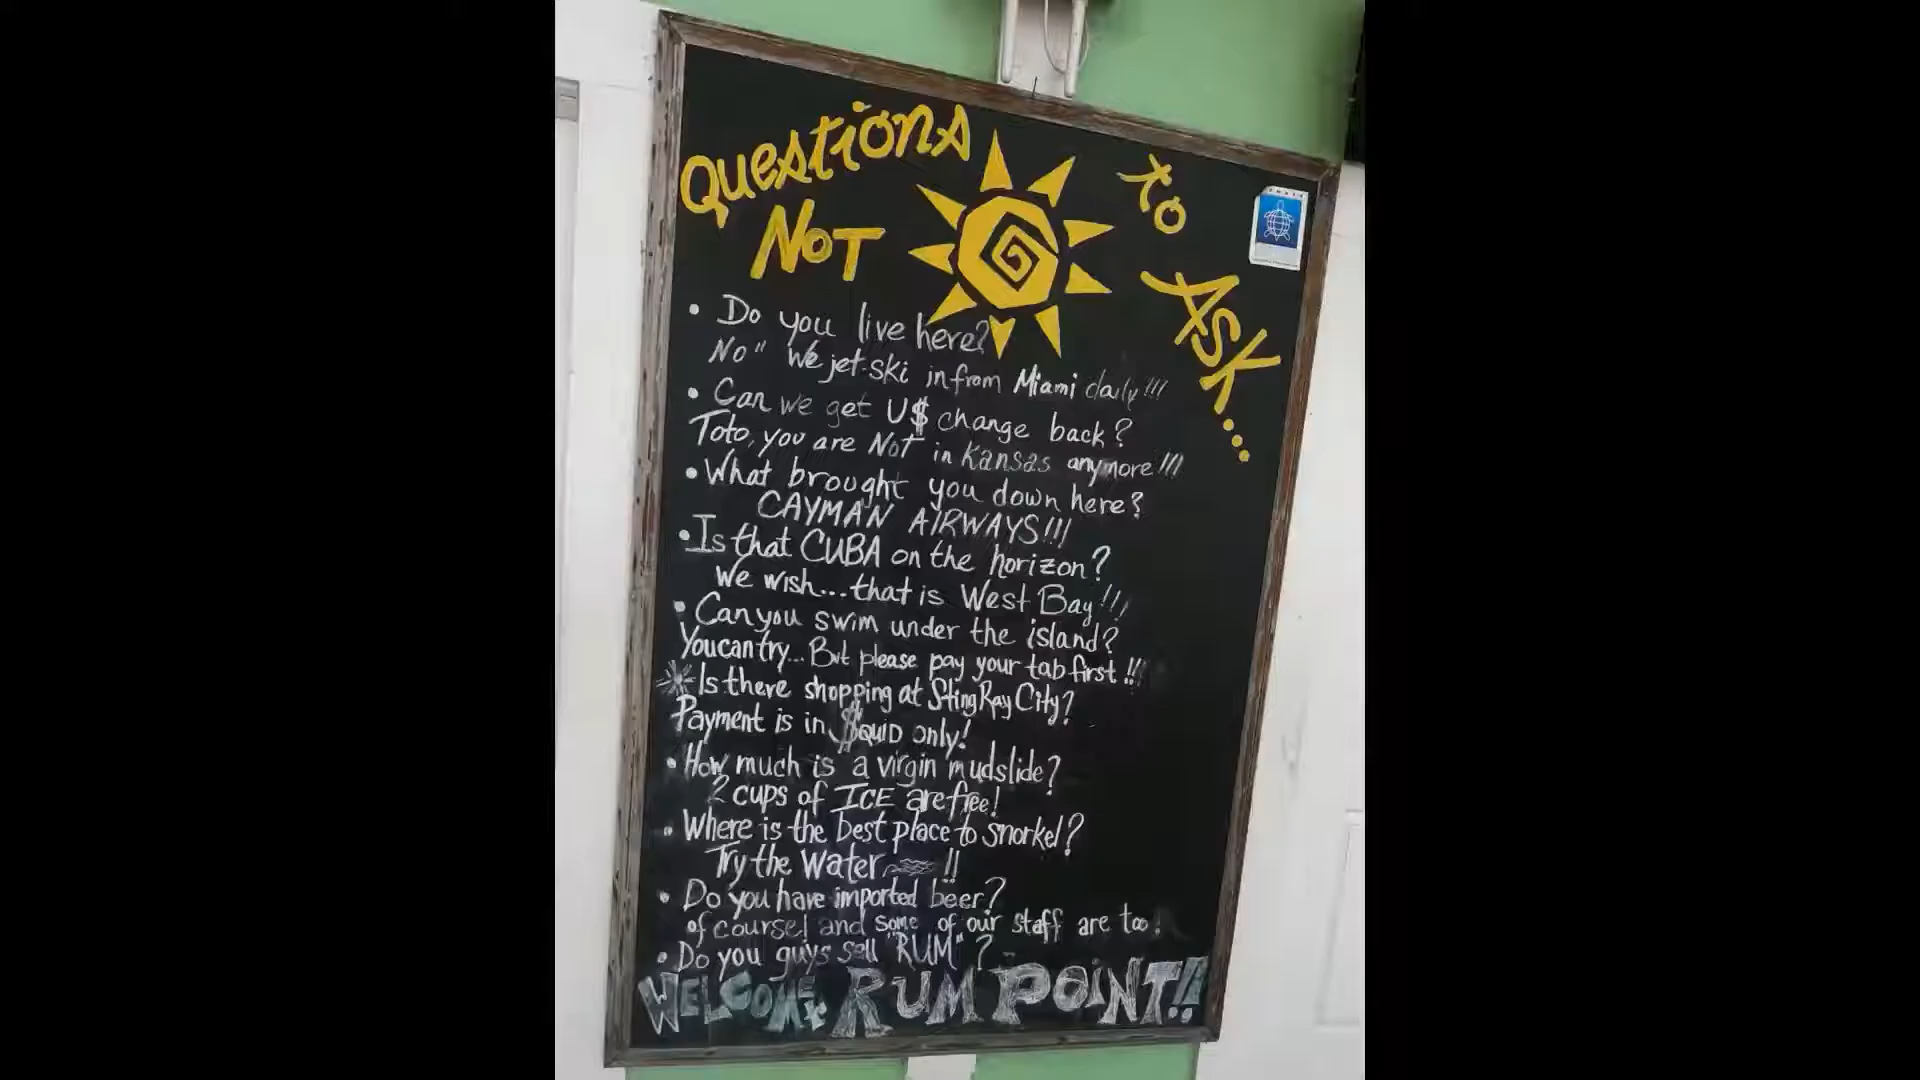 Questions
Not
to
Ask....
• Do you live here?
No" We jet-ski in from Miami daily!!!
• Can we get U$ change back?
Toto, you are Not in Kansas anymore!!!
• What brought you down here?
CAYMAN AIRWAYS!!!
• Is that CUBA on the horizon?
We wish...that is West Bay!!!
• Can you swim under the island?
You can try... But please pay your tab first!!!
Is there shopping at Sting Ray City?
Payment is in $QUID only!
• How much is a virgin mudslide?
2 cups of ICE are free!
• Where is the best place to snorkel?
Try the Water !!
• Do you have imported beer?
of course! and some of our staff are too!
• Do you guys sell "RUM"?
WELCOME RUM POINT!!